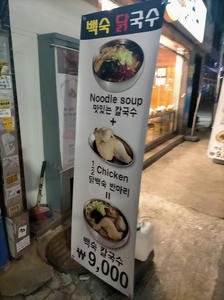 백숙 닭국수
Noodle soup
맛있는 칼국수
+
1/2 Chicken
닭백숙 반마리
=
백숙 칼국수
₩9,000